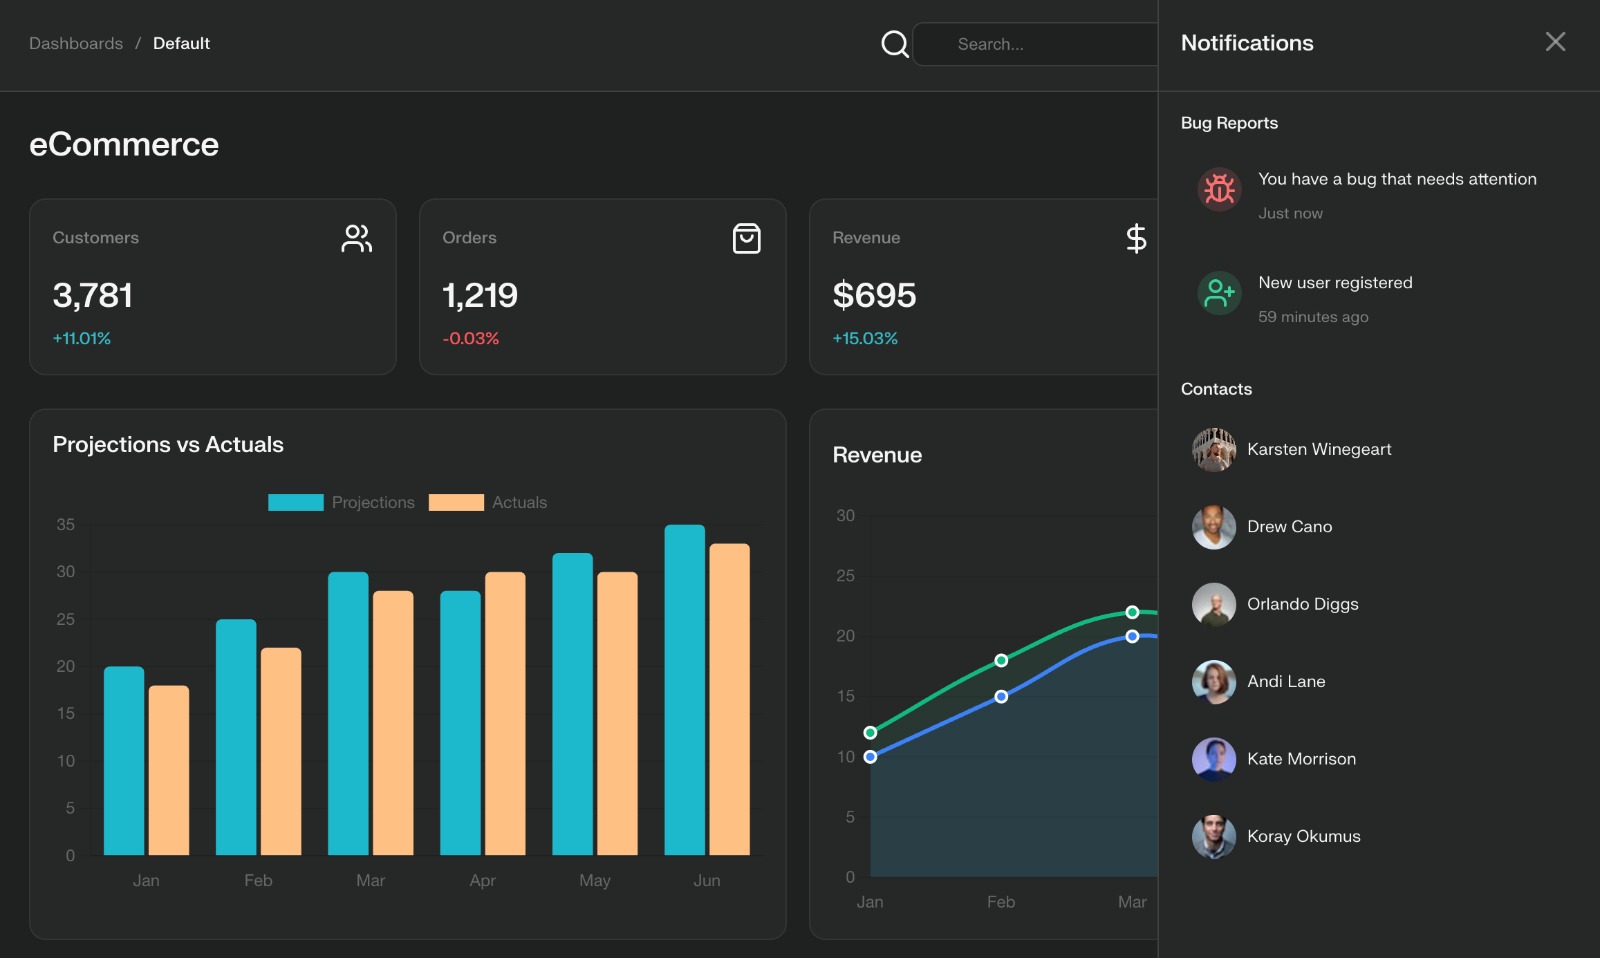 Dashboards / Default
Search...
eCommerce
Customers
3,781
+11.01%
Orders
1,219
-0.03%
Revenue
$695
+15.03%
Projections vs Actuals
Projections Actuals
35
30
25
20
15
10
5
0
Jan Feb Mar Apr May Jun
Revenue
30
25
20
15
10
5
0
Jan Feb Mar
Notifications
Bug Reports
You have a bug that needs attention
Just now
New user registered
59 minutes ago
Contacts
Karsten Winegeart
Drew Cano
Orlando Diggs
Andi Lane
Kate Morrison
Koray Okumus